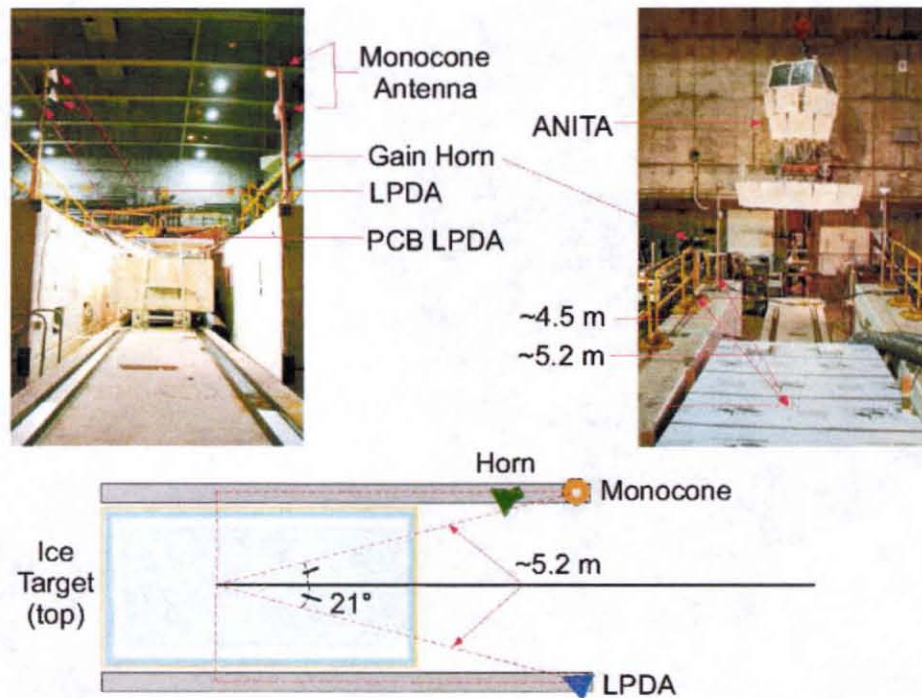 Monocone
Antenna
Gain Horn
LPDA
PCB LPDA
ANITA
~4.5 m
~5.2 m
Horn
Monocone
Ice
Target
(top)
~5.2 m
21°
LPDA